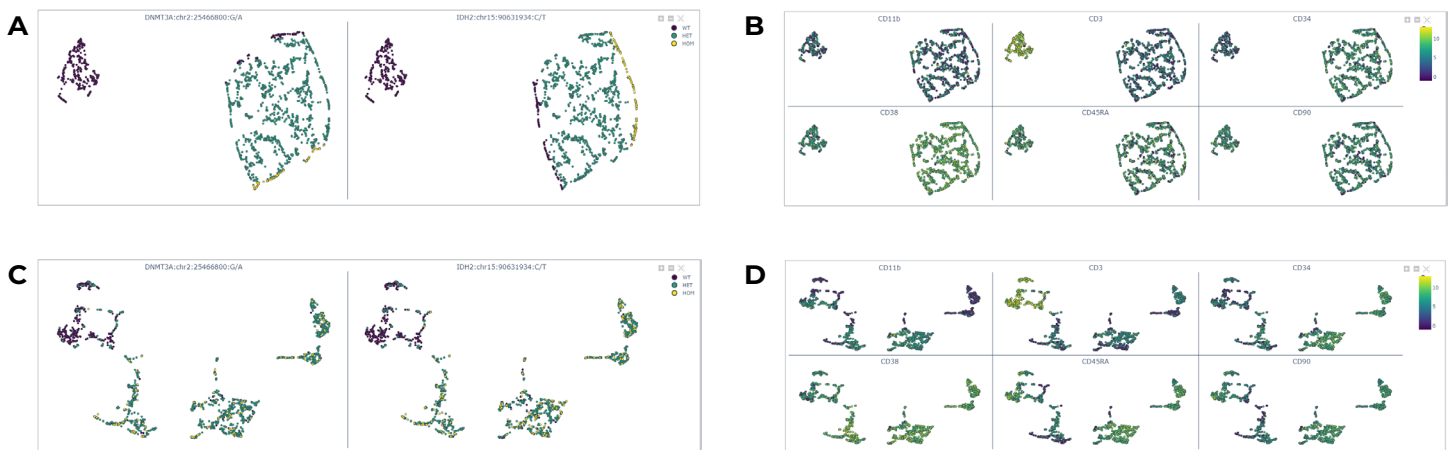 A
DNMT3A:chr2:25466800:G/A
IDH2:chr15:90631934:C/T
WT
HET
HOM
B
CD11b
CD3
CD34
10
5
0
CD38
CD45RA
CD90
C
DNMT3A:chr2:25466800:G/A
IDH2:chr15:90631934:C/T
WT
HET
HOM
D
CD11b
CD3
CD34
10
5
0
CD38
CD45RA
CD90